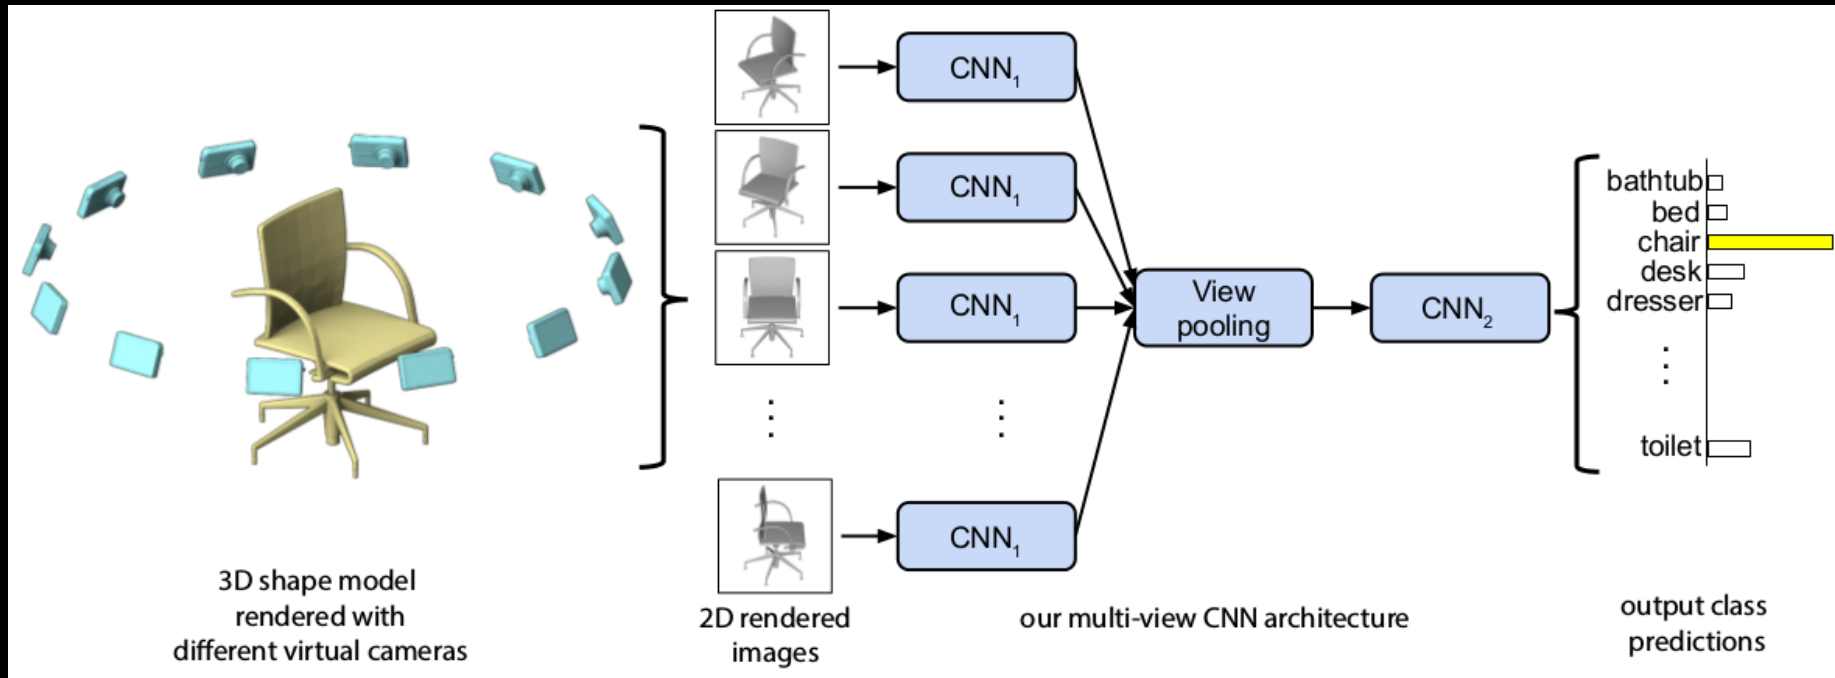 CNN₁
CNN₁
CNN₁
CNN₁
View
pooling
CNN₂
bathtub
bed
chair
desk
dresser
toilet
3D shape model
rendered with
different virtual cameras
2D rendered
images
our multi-view CNN architecture
output class
predictions